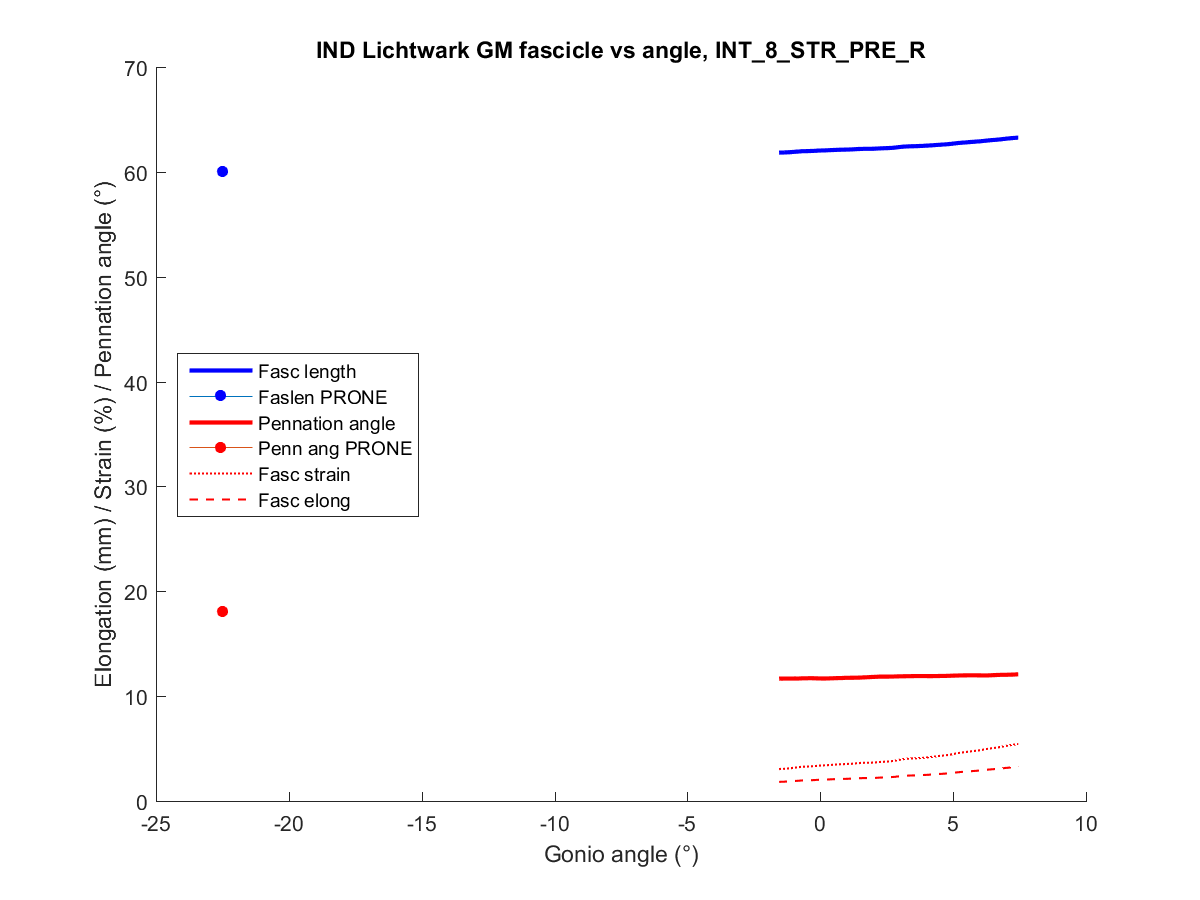 IND Lichtwark GM fascicle vs angle, INT_8_STR_PRE_R
Elongation (mm) / Strain (%) / Pennation angle (°)
70
60
50
40
30
20
10
0
Fasc length
Faslen PRONE
Pennation angle
Penn ang PRONE
Fasc strain
Fasc elong
-25
-20
-15
-10
-5
0
5
10
Gonio angle (°)